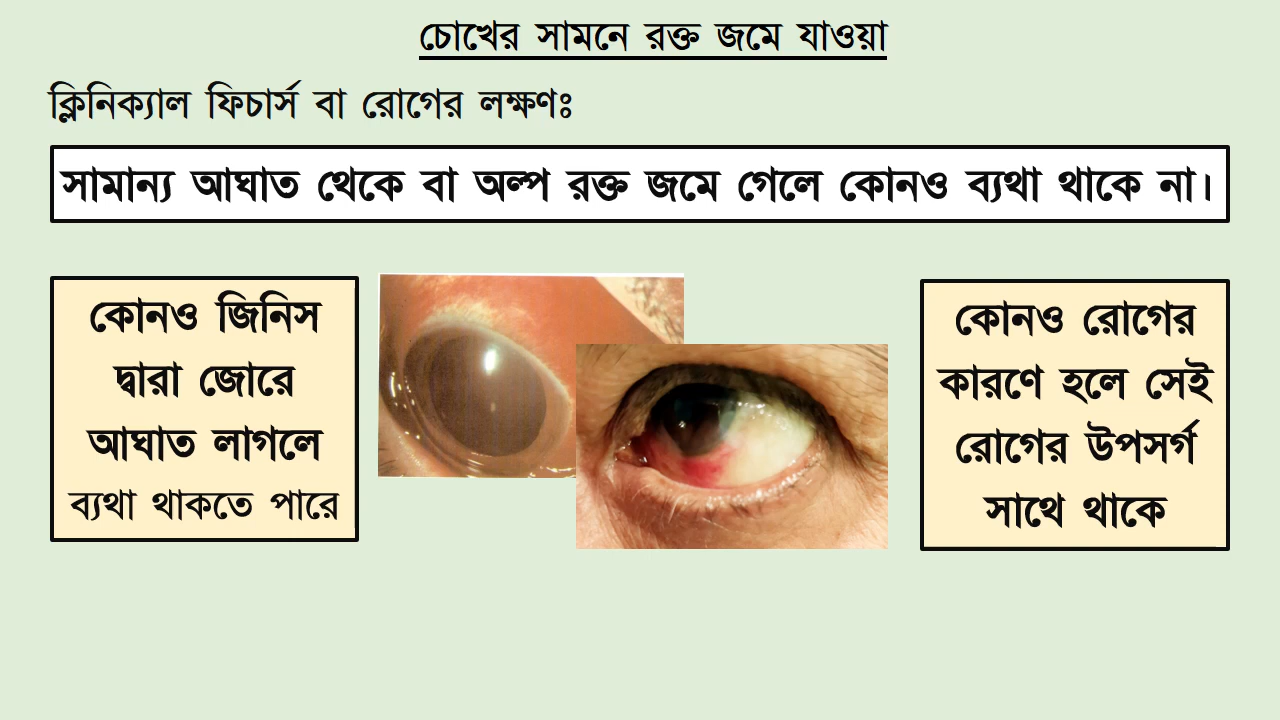 চোখের সামনে রক্ত জমে যাওয়া
ক্লিনিক্যাল ফিচার্স বা রোগের লক্ষণঃ
সামান্য আঘাত থেকে বা অল্প রক্ত জমে গেলে কোনও ব্যথা থাকে না।
কোনও জিনিস
দ্বারা জোরে
আঘাত লাগলে
ব্যথা থাকতে পারে
কোনও রোগের
কারণে হলে সেই
রোগের উপসর্গ
সাথে থাকে